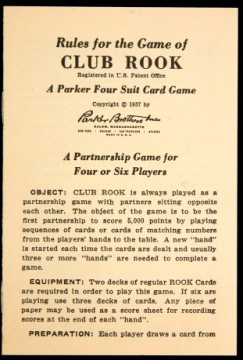 Rules for the Game of
CLUB ROOK
Registered in U.S. Patent Office
A Parker Four Suit Card Game
Copyright © 1957 by
Parker Brothers Inc.
SALEM, MASSACHUSETTS
A Partnership Game for
Four or Six Players
OBJECT: CLUB ROOK is always played as a
partnership game with partners sitting opposite
each other. The object of the game is to be the
first partnership to score 5,000 points by playing
sequences of cards or cards of matching numbers
from the players' hands to the table. A new "hand"
is started each time the cards are dealt and usually
three or more "hands" are needed to complete a
game.
EQUIPMENT: Two decks of regular ROOK Cards
are required in order to play this game. If six are
playing use three decks of cards. Any piece of
paper may be used as a score sheet for recording
scores at the end of each "hand".
PREPARATION: Each player draws a card from